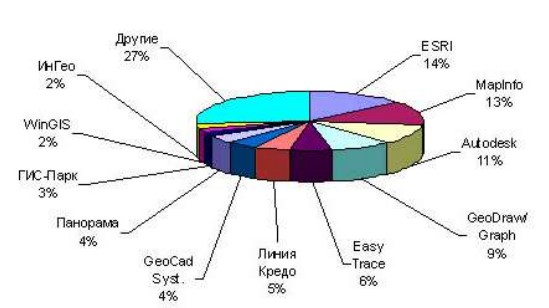 Другие
27%
ESRI
14%
MapInfo
13%
Autodesk
11%
GeoDraw/
Graph
9%
Easy
Trace
6%
Линия
Кредо
5%
GeoCad
Syst.
4%
Панорама
4%
ГИС-Парк
3%
WinGIS
2%
ИнГео
2%